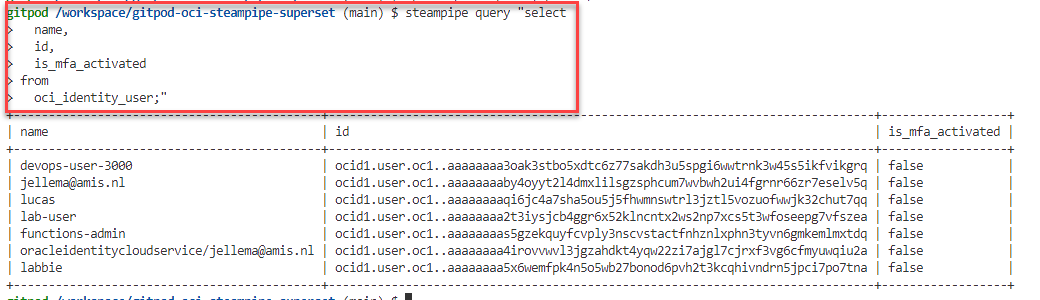 gitpod /workspace/gitpod-oci-steampipe-superset (main) $ steampipe query "select
> name,
> id,
> is_mfa_activated
> from
> oci_identity_user;"
| name | id | is_mfa_activated |
| devops-user-3000 | ocid1.user.oc1..aaaaaaaa3oak3stbo5xdtc6z77sakdh3u5spgi6wwtrnk3w45s5ikfvikgrq | false |
| jellema@amis.nl | ocid1.user.oc1..aaaaaaaaby4oyyt2l4dmxlilsgzsphcum7wvbwh2ui4fgrnr66zr7eselv5q | false |
| lucas | ocid1.user.oc1..aaaaaaaaqi6jc4a7sha5ou5j5fhwmnswtrl3jztl5vozuofwwjk32chut7qq | false |
| lab-user | ocid1.user.oc1..aaaaaaaa2t3iysjcb4ggr6x52klncntx2ws2np7xcs5t3wfoseepg7vfszea | false |
| functions-admin | ocid1.user.oc1..aaaaaaaas5gzekquyfcvply3nscvstactfnhznlxphn3tyvn6gmkemlmxtdq | false |
| oracleidentitycloudservice/jellema@amis.nl | ocid1.user.oc1..aaaaaaaa4irovvwvl3jgzahdkt4yqw22zi7ajgl7cjrxf3vg6cfmyuwqiu2a | false |
| labbie | ocid1.user.oc1..aaaaaaaa5x6wemfpk4n5o5wb27bonod6pvh2t3kcqhivndrn5jpci7po7tna | false |
gitpod /workspace/gitpod-oci-steampipe-superset (main) $